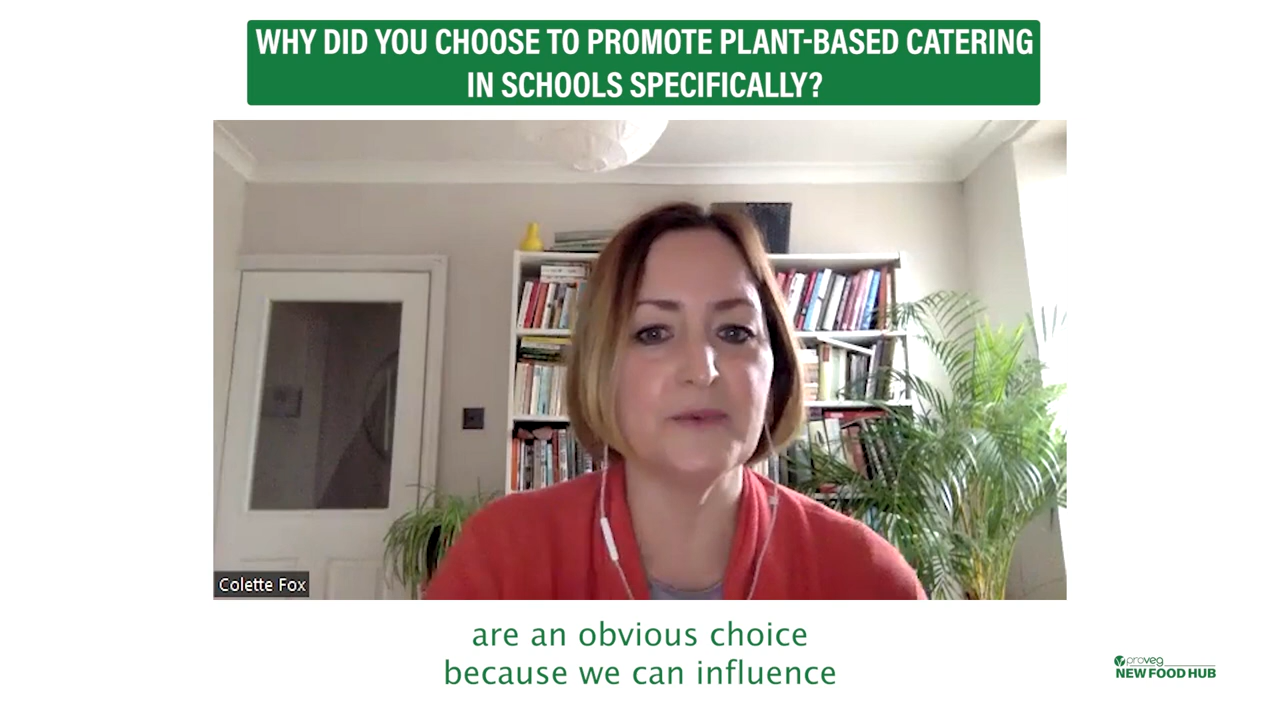 WHY DID YOU CHOOSE TO PROMOTE PLANT-BASED CATERING
IN SCHOOLS SPECIFICALLY?
Colette Fox
are an obvious choice
because we can influence
proveg
NEW FOOD HUB